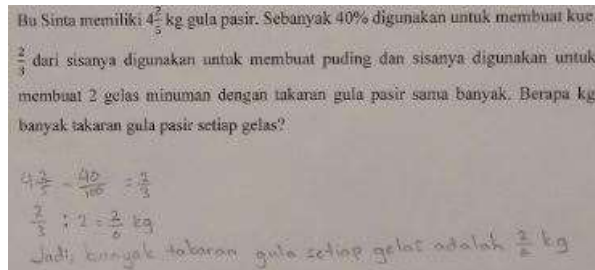 Bu Sinta memiliki 4 2/5 kg gula pasir. Sebanyak 40% digunakan untuk membuat kue
2/3 dari sisanya digunakan untuk membuat puding dan sisanya digunakan untuk
membuat 2 gelas minuman dengan takaran gula pasir sama banyak. Berapa kg
banyak takaran gula pasir setiap gelas?
4 2/5 - 40/100 = 2/3
2/3 : 2 = 2/6 kg
Jadi, banyak takaran gula setiap gelas adalah 2/6 kg